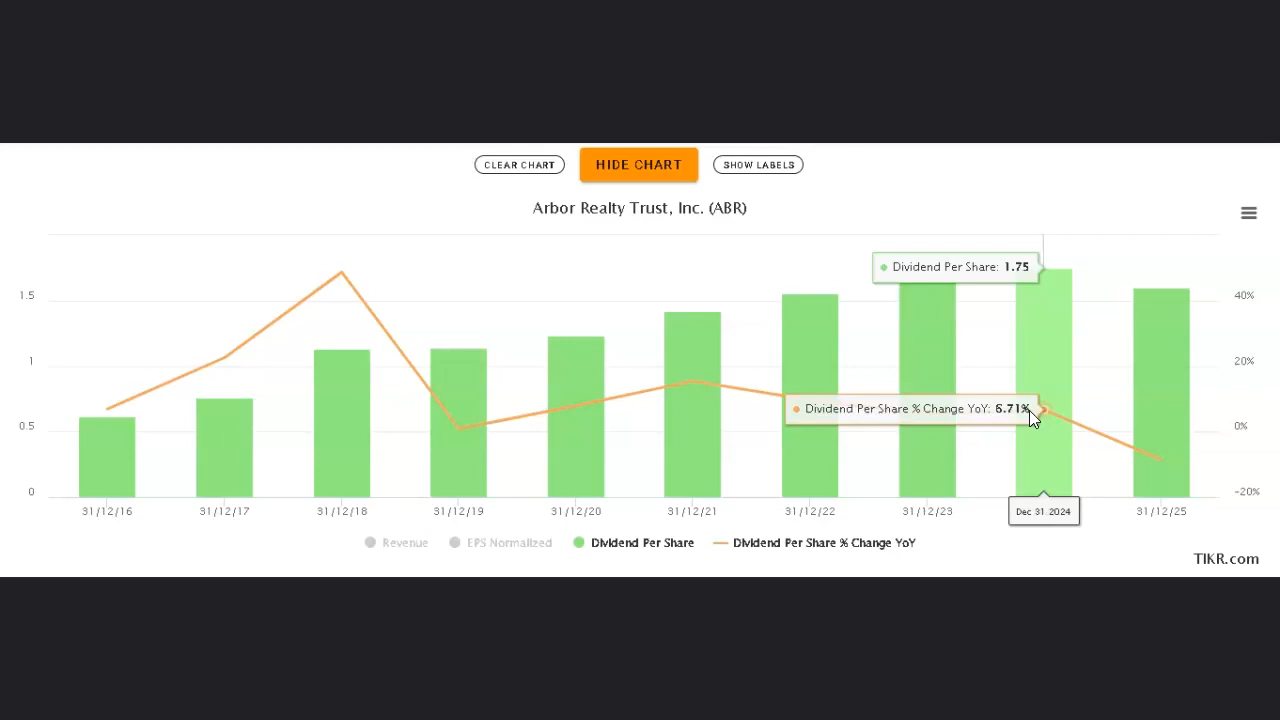 CLEAR CHART
HIDE CHART
SHOW LABELS
Arbor Realty Trust, Inc. (ABR)
Dividend Per Share: 1.75
1.5
40%
1
20%
Dividend Per Share % Change YoY: 6.71%
0.5
0%
0
-20%
31/12/16
31/12/17
31/12/18
31/12/19
31/12/20
31/12/21
31/12/22
31/12/23
Dec 31 2024
31/12/25
Revenue
EPS Normalized
Dividend Per Share
Dividend Per Share % Change YoY
TIKR.com